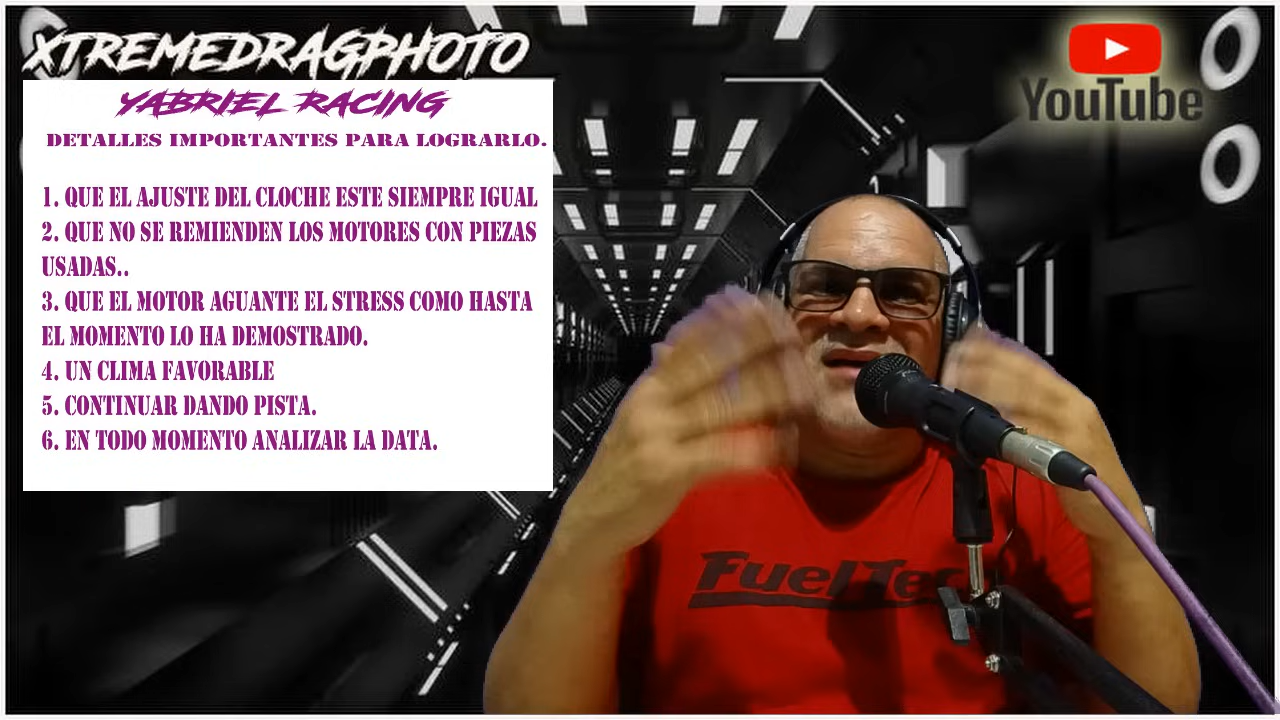 XTREMEDRAGPHOTO
YouTube
YABRIEL RACING
DETALLES IMPORTANTES PARA LOGRARLO.
1. QUE EL AJUSTE DEL CLOCHE ESTE SIEMPRE IGUAL
2. QUE NO SE REMIENDEN LOS MOTORES CON PIEZAS
USADAS..
3. QUE EL MOTOR AGUANTE EL STRESS COMO HASTA
EL MOMENTO LO HA DEMOSTRADO.
4. UN CLIMA FAVORABLE
5. CONTINUAR DANDO PISTA.
6. EN TODO MOMENTO ANALIZAR LA DATA.
FuelTec